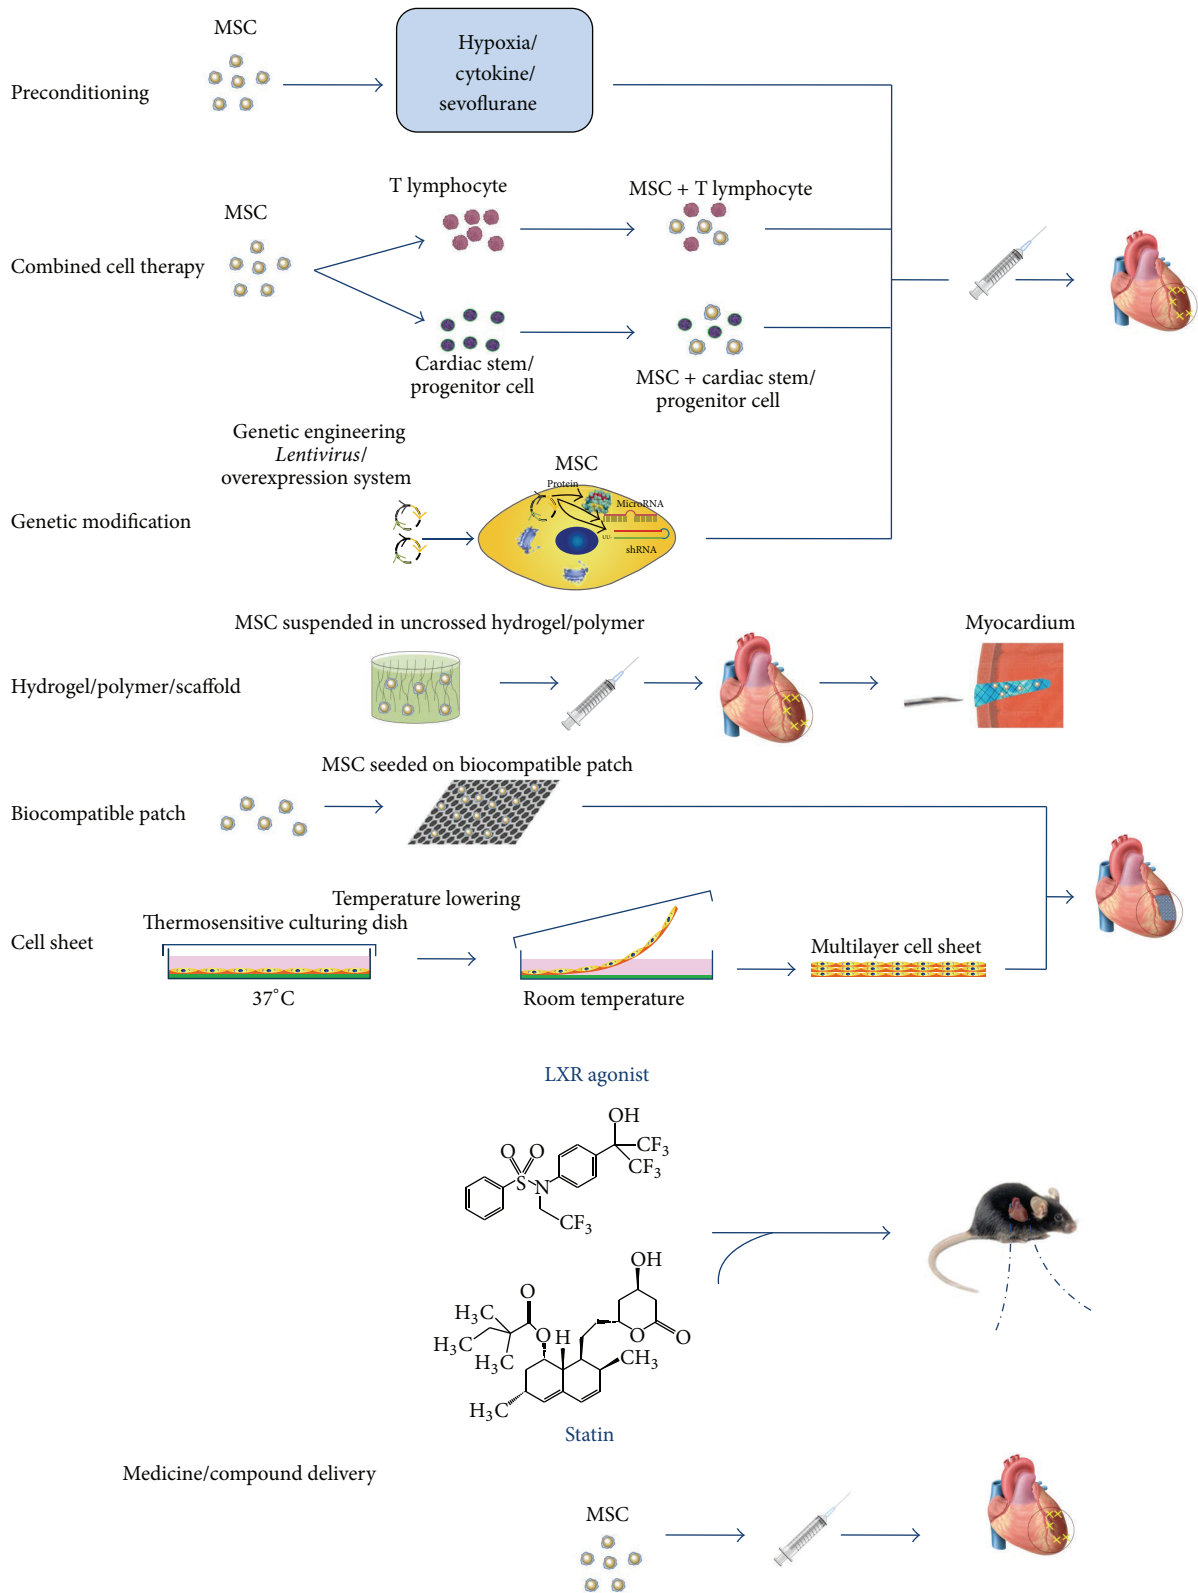 MSC
Hypoxia/
cytokine/
sevoflurane
Preconditioning
T lymphocyte
MSC + T lymphocyte
MSC
Combined cell therapy
Cardiac stem/
progenitor cell
MSC + cardiac stem/
progenitor cell
Genetic engineering
Lentivirus/
overexpression system
MSC
Protein
MicroRNA
UU-
shRNA
Genetic modification
MSC suspended in uncrossed hydrogel/polymer
Myocardium
Hydrogel/polymer/scaffold
MSC seeded on biocompatible patch
Biocompatible patch
Temperature lowering
Thermosensitive culturing dish
Cell sheet
Multilayer cell sheet
37°C
Room temperature
LXR agonist
OH
O O
CF3
CF3
S
N
CF3
OH
O
H3C
O
H
O
O
H3C
H3C
CH3
CH3
H3C
Statin
Medicine/compound delivery
MSC